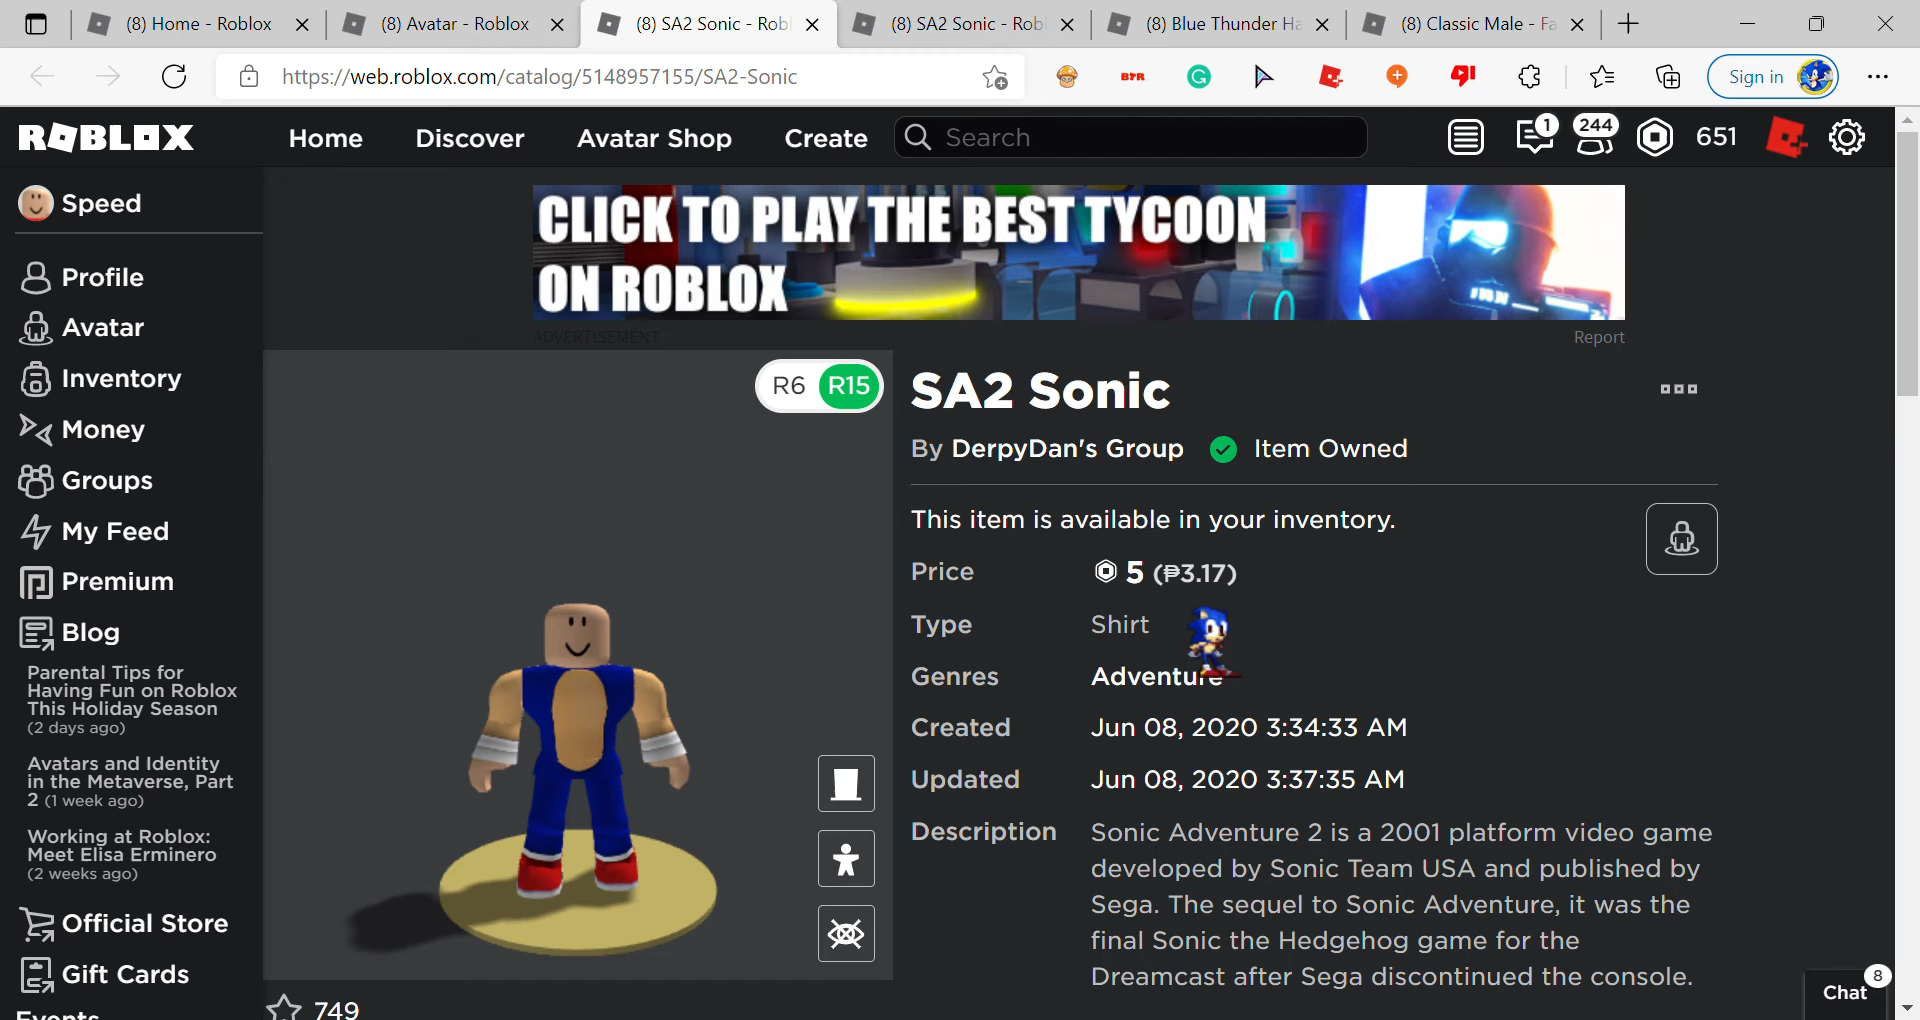 (8) Home - Roblox
(8) Avatar - Roblox
(8) SA2 Sonic - Rob
(8) SA2 Sonic - Rob
(8) Blue Thunder Ha
(8) Classic Male - Fa
https://web.roblox.com/catalog/5148957155/SA2-Sonic
Sign in
ROBLOX
Home
Discover
Avatar Shop
Create
Search
1
244
651
Speed
Profile
Avatar
Inventory
Money
Groups
My Feed
Premium
Blog
Parental Tips for
Having Fun on Roblox
This Holiday Season
(2 days ago)
Avatars and Identity
in the Metaverse, Part
2 (1 week ago)
Working at Roblox:
Meet Elisa Erminero
(2 weeks ago)
Official Store
Gift Cards
Events
CLICK TO PLAY THE BEST TYCOON
ON ROBLOX
ADVERTISEMENT
Report
R6 R15
749
SA2 Sonic
By DerpyDan's Group Item Owned
This item is available in your inventory.
Price 5 (₱3.17)
Type Shirt
Genres Adventure
Created Jun 08, 2020 3:34:33 AM
Updated Jun 08, 2020 3:37:35 AM
Description Sonic Adventure 2 is a 2001 platform video game
developed by Sonic Team USA and published by
Sega. The sequel to Sonic Adventure, it was the
final Sonic the Hedgehog game for the
Dreamcast after Sega discontinued the console.
Chat
8